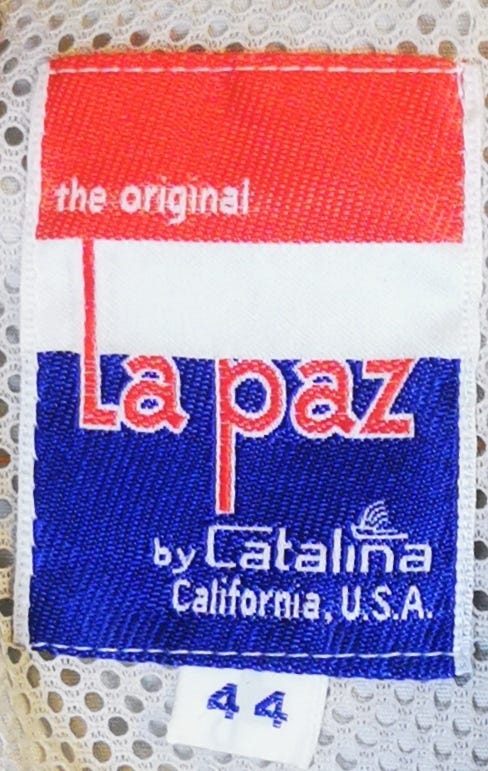 the original
La paz
by Catalina
California, U.S.A.
44